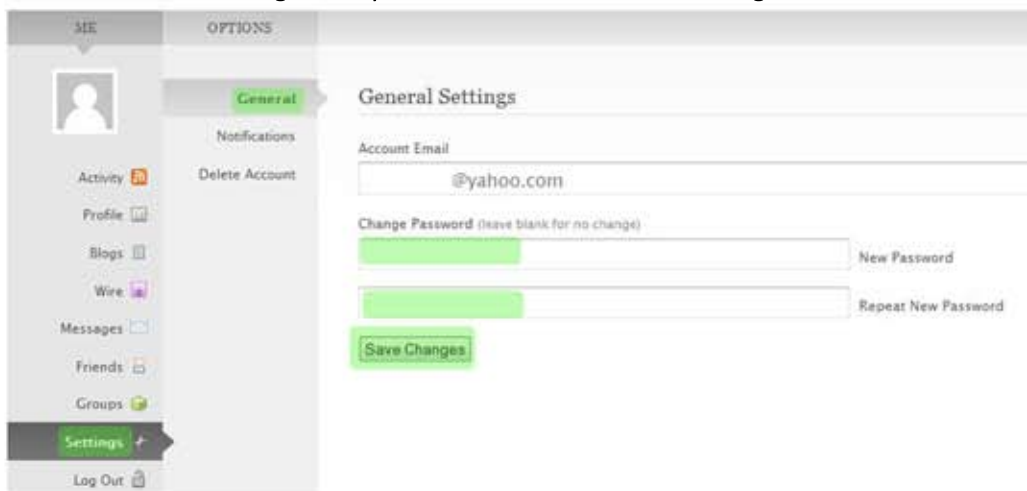 ME OPTIONS
General
Notifications
Delete Account
Activity
Profile
Blogs
Wire
Messages
Friends
Groups
Settings
Log Out
General Settings
Account Email
@yahoo.com
Change Password (leave blank for no change)
New Password
Repeat New Password
Save Changes